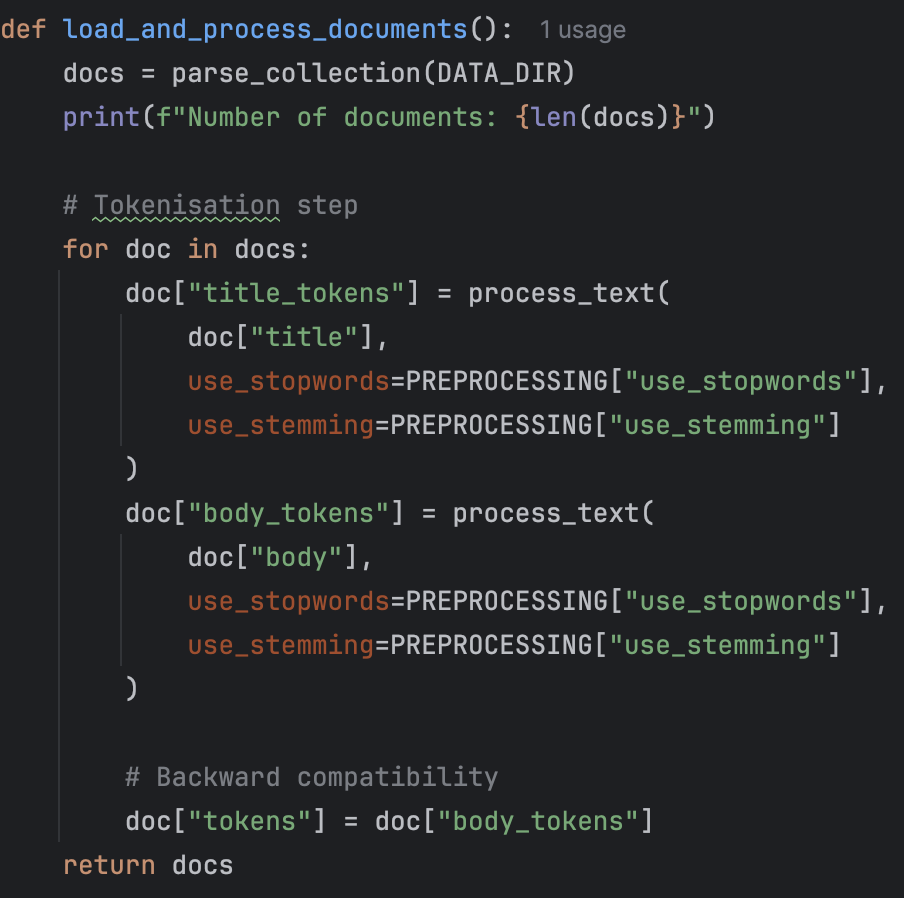 def load_and_process_documents():  1 usage
    docs = parse_collection(DATA_DIR)
    print(f"Number of documents: {len(docs)}")

    # Tokenisation step
    for doc in docs:
        doc["title_tokens"] = process_text(
            doc["title"],
            use_stopwords=PREPROCESSING["use_stopwords"],
            use_stemming=PREPROCESSING["use_stemming"]
        )
        doc["body_tokens"] = process_text(
            doc["body"],
            use_stopwords=PREPROCESSING["use_stopwords"],
            use_stemming=PREPROCESSING["use_stemming"]
        )

        # Backward compatibility
        doc["tokens"] = doc["body_tokens"]
    return docs